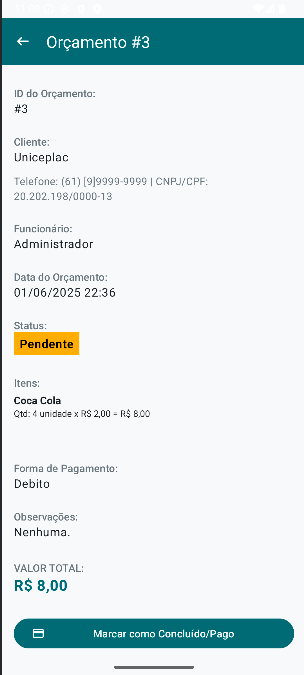 Orçamento #3
ID do Orçamento:
#3
Cliente:
Uniceplac
Telefone: (61) [9]9999-9999 | CNPJ/CPF:
20.202.198/0000-13
Funcionário:
Administrador
Data do Orçamento:
01/06/2025 22:36
Status:
Pendente
Itens:
Coca Cola
Qtd: 4 unidade x R$ 2,00 = R$ 8,00
Forma de Pagamento:
Debito
Observações:
Nenhuma.
VALOR TOTAL:
R$ 8,00
Marcar como Concluído/Pago